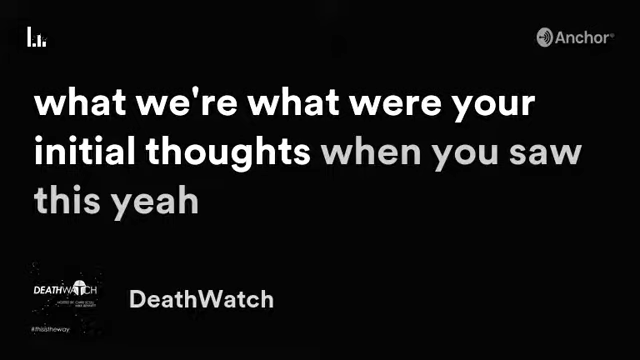 Anchor
what we're what were your
initial thoughts when you saw
this yeah
DEATHWATCH
DeathWatch
#thisistheway